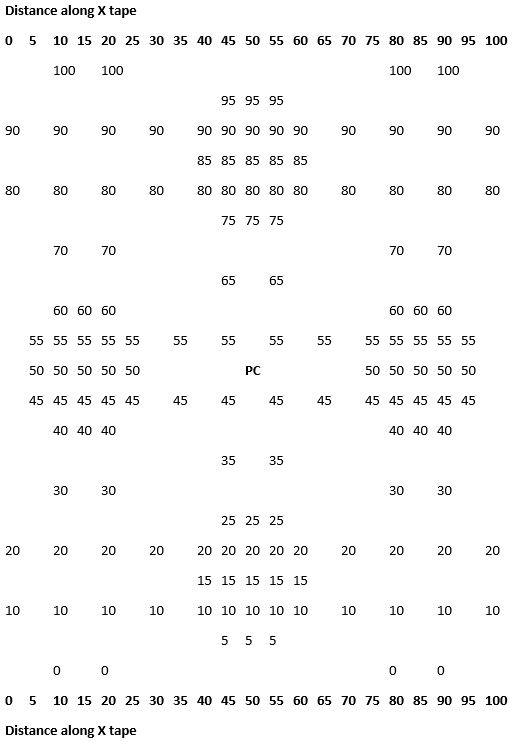 Distance along X tape
0 5 10 15 20 25 30 35 40 45 50 55 60 65 70 75 80 85 90 95 100
100 100 100 100
95 95 95
90 90 90 90 90 90 90 90 90 90 90 90 90
85 85 85 85 85
80 80 80 80 80 80 80 80 80 80 80 80 80
75 75 75
70 70 70 70
65 65
60 60 60 60 60 60
55 55 55 55 55 55 55 55 55 55 55 55 55 55
50 50 50 50 50 PC 50 50 50 50 50
45 45 45 45 45 45 45 45 45 45 45 45 45 45
40 40 40 40 40 40
35 35
30 30 30 30
25 25 25
20 20 20 20 20 20 20 20 20 20 20 20 20
15 15 15 15 15
10 10 10 10 10 10 10 10 10 10 10 10 10
5 5 5
0 0 0 0
0 5 10 15 20 25 30 35 40 45 50 55 60 65 70 75 80 85 90 95 100
Distance along X tape